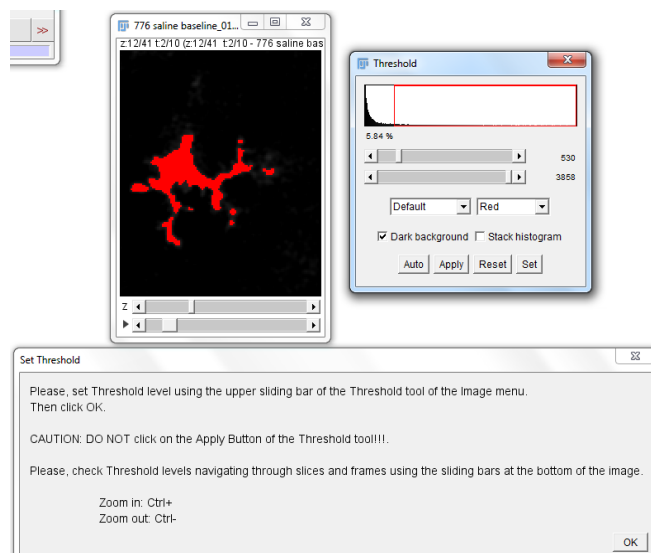 >>
776 saline baseline_01...
z:12/41 t:2/10 (z:12/41 t:2/10 - 776 saline bas
Z
Threshold
5.84 %
530
3858
Default
Red
Dark background
Stack histogram
Auto
Apply
Reset
Set
Set Threshold
Please, set Threshold level using the upper sliding bar of the Threshold tool of the Image menu.
Then click OK.
CAUTION: DO NOT click on the Apply Button of the Threshold tool!!!.
Please, check Threshold levels navigating through slices and frames using the sliding bars at the bottom of the image.
Zoom in: Ctrl+
Zoom out: Ctrl-
OK